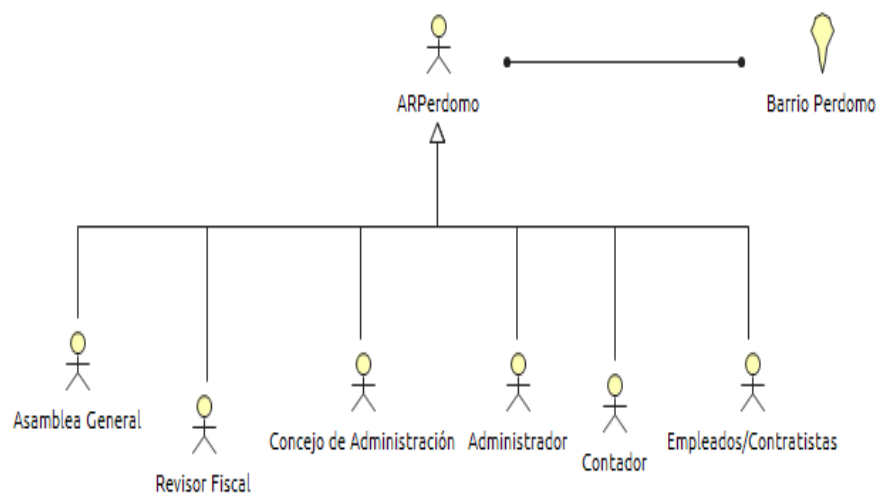 ARPerdomo
Barrio Perdomo
Asamblea General
Revisor Fiscal
Concejo de Administración
Administrador
Contador
Empleados/Contratistas